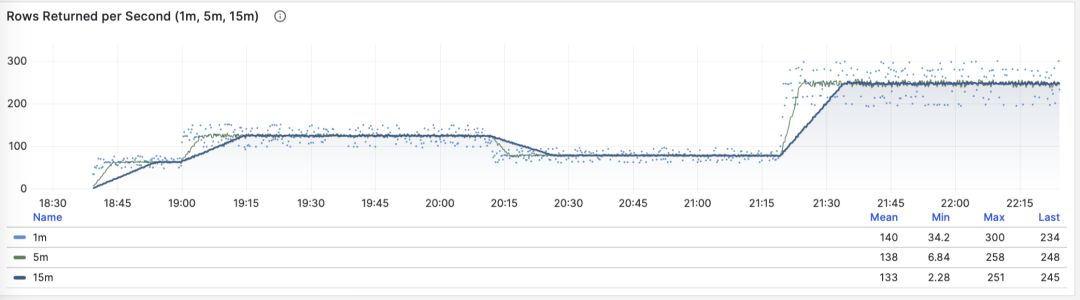 Rows Returned per Second (1m, 5m, 15m)
300
200
100
0
18:30 18:45 19:00 19:15 19:30 19:45 20:00 20:15 20:30 20:45 21:00 21:15 21:30 21:45 22:00 22:15
Name Mean Min Max Last
1m 140 34.2 300 234
5m 138 6.84 258 248
15m 133 2.28 251 245